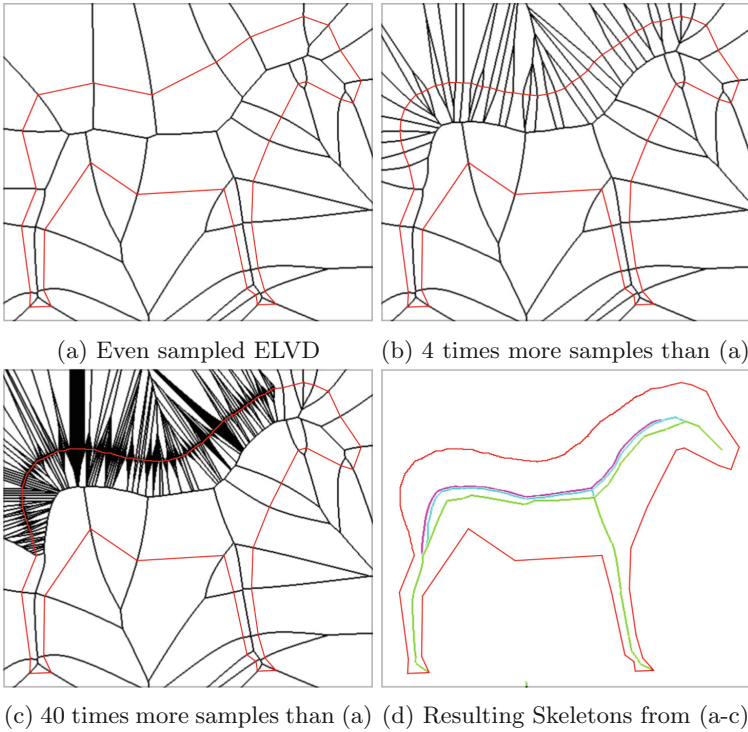 (a) Even sampled ELVD
(b) 4 times more samples than (a)
(c) 40 times more samples than (a)
(d) Resulting Skeletons from (a-c)